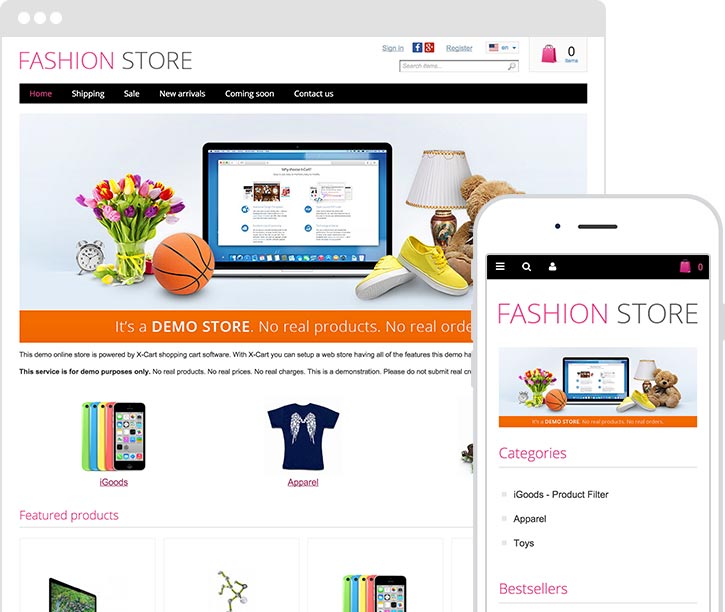 FASHION STORE
Sign in
Register
en
Search items...
0
items
Home Shipping Sale New arrivals Coming soon Contact us
Why choose X-Cart?
It's a DEMO STORE. No real products. No real orde
This demo online store is powered by X-Cart shopping cart software. With X-Cart you can setup a web store having all of the features this demo ha
This service is for demo purposes only. No real products. No real prices. No real charges. This is a demonstration. Please do not submit real cre
iGoods
Apparel
Featured products
0
FASHION STORE
It's a DEMO STORE. No real products. No real orders.
Categories
iGoods - Product Filter
Apparel
Toys
Bestsellers